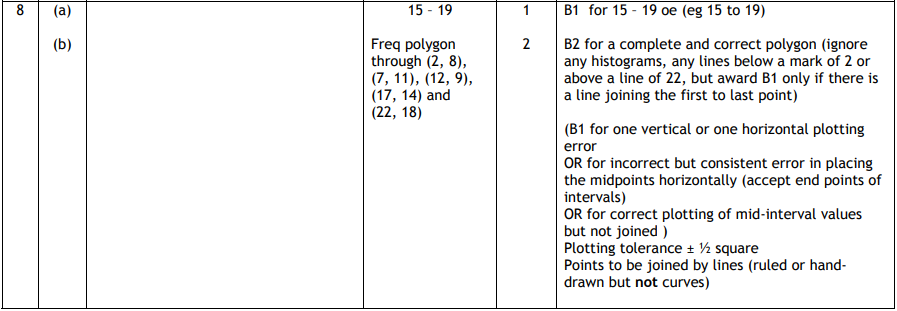 8 (a) 15 - 19 1 B1 for 15 - 19 oe (eg 15 to 19)
(b) Freq polygon 2 B2 for a complete and correct polygon (ignore
through (2, 8), any histograms, any lines below a mark of 2 or
(7, 11), (12, 9), above a line of 22, but award B1 only if there is
(17, 14) and a line joining the first to last point)
(22, 18)
(B1 for one vertical or one horizontal plotting
error
OR for incorrect but consistent error in placing
the midpoints horizontally (accept end points of
intervals)
OR for correct plotting of mid-interval values
but not joined )
Plotting tolerance ± ½ square
Points to be joined by lines (ruled or hand-
drawn but not curves)